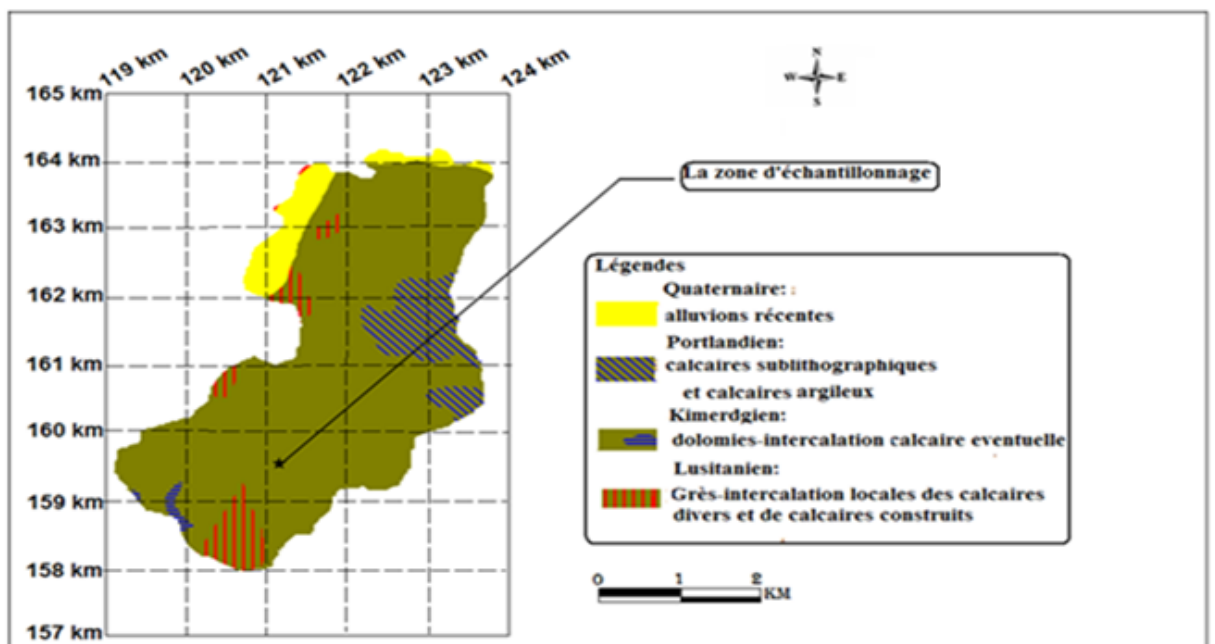 119 km 120 km 121 km 122 km 123 km 124 km
165 km
164 km
163 km
162 km
161 km
160 km
159 km
158 km
157 km
N
W E
S
La zone d'échantillonnage
Légendes
Quaternaire:
alluvions récentes
Portlandien:
calcaires sublithographiques
et calcaires argileux
Kimerdgien:
dolomies-intercalation calcaire eventuelle
Lusitanien:
Grès-intercalation locales des calcaires
divers et de calcaires construits
0 1 2
KM